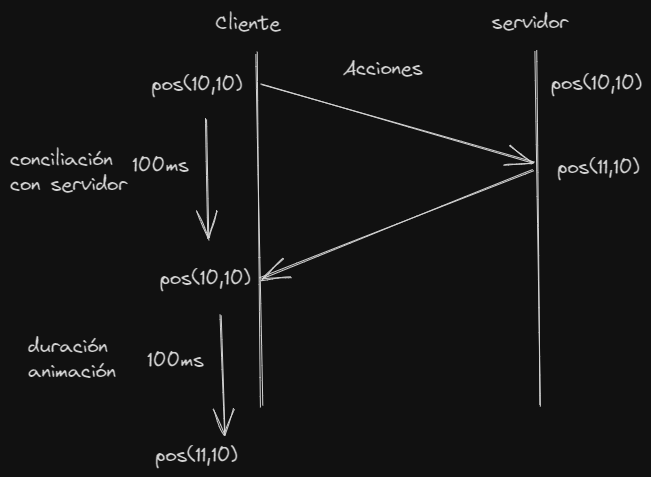 Cliente
servidor
Acciones
pos(10,10)
pos(10,10)
conciliación
con servidor
100ms
pos(11,10)
pos(10,10)
duración
animación
100ms
pos(11,10)